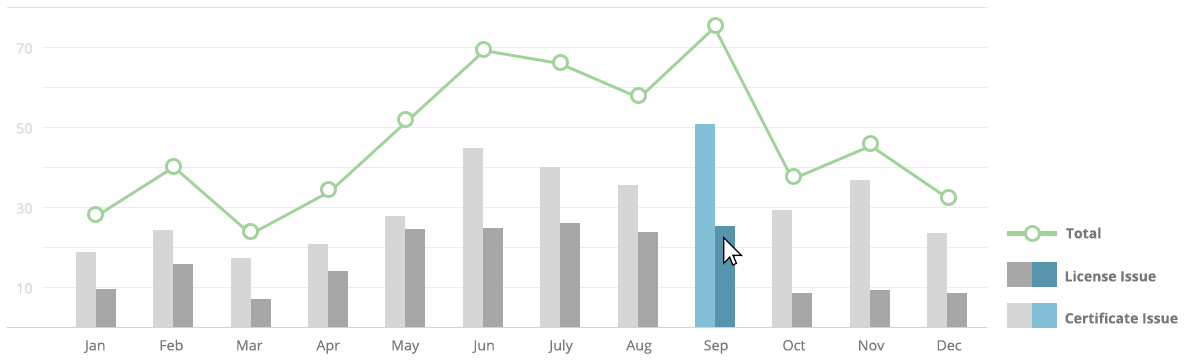 70
50
30
10
Jan Feb Mar Apr May Jun July Aug Sep Oct Nov Dec
Total
License Issue
Certificate Issue